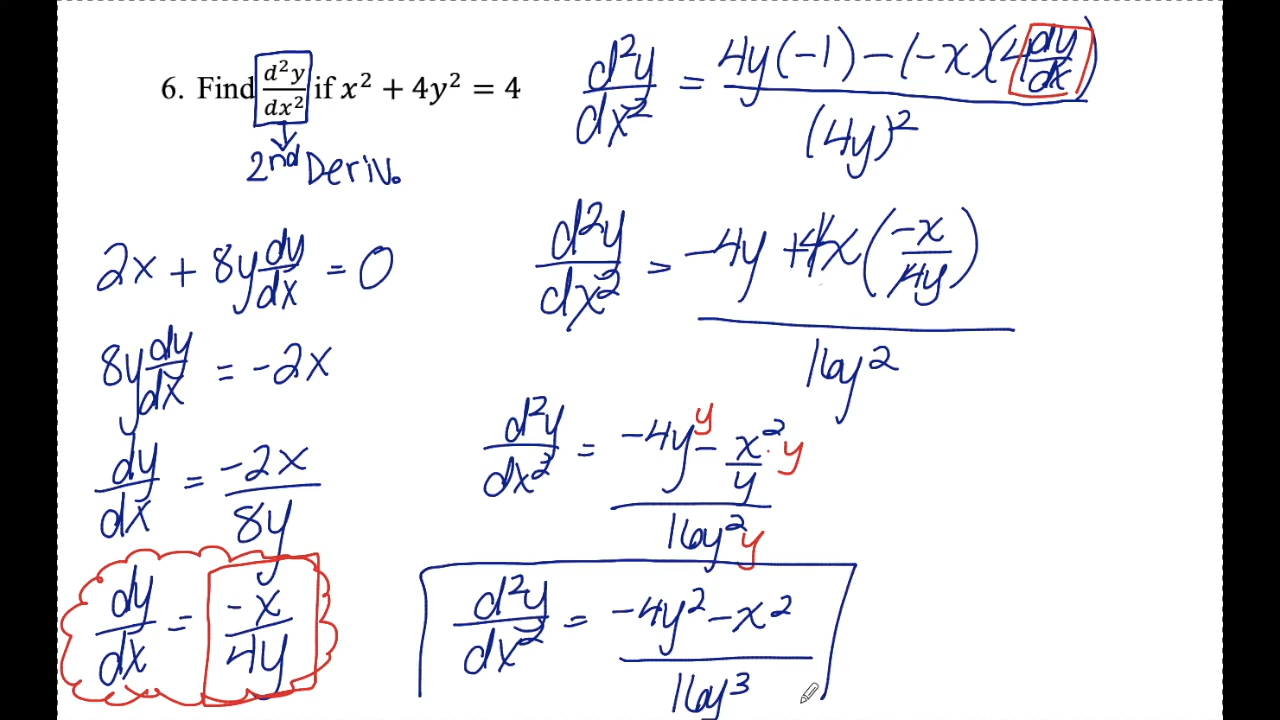 6. Find d²y/dx² if x² + 4y² = 4
2nd Deriv.
2x + 8y dy/dx = 0
8y dy/dx = -2x
dy/dx = -2x/8y
dy/dx = -x/4y
d²y/dx² = (4y(-1) - (-x)(4 dy/dx))/(4y)²
d²y/dx² = (-4y + 4x(-x/4y))/16y²
d²y/dx² = (-4y y - x²/y · y)/16y² y
d²y/dx² = (-4y² - x²)/16y³